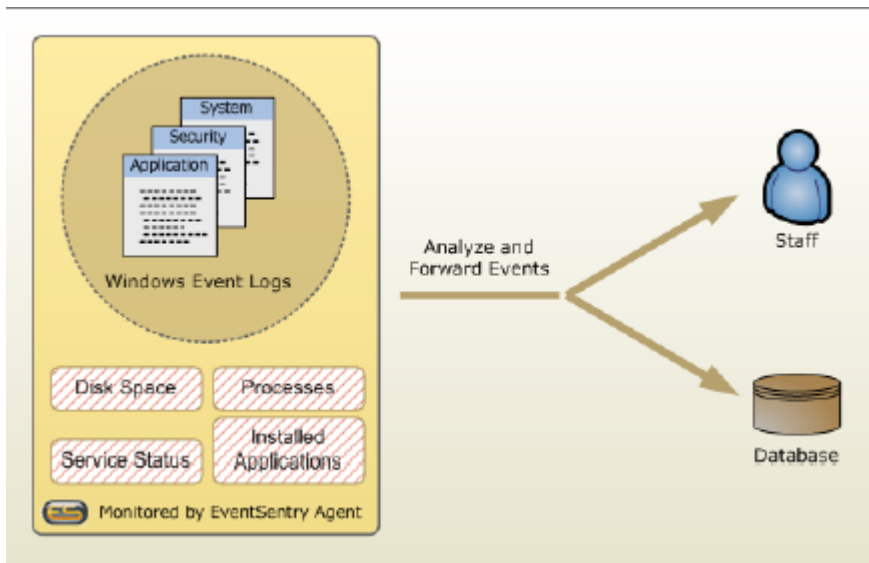 System
Security
Application
Windows Event Logs
Disk Space
Processes
Service Status
Installed
Applications
ES Monitored by EventSentry Agent
Analyze and
Forward Events
Staff
Database